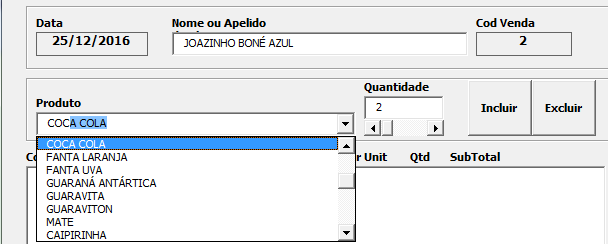 Data
Nome ou Apelido
Cod Venda
25/12/2016
JOAZINHO BONÉ AZUL
2
Produto
Quantidade
COCA COLA
2
Incluir
Excluir
COCA COLA
FANTA LARANJA
FANTA UVA
GUARANÁ ANTÁRTICA
GUARAVITA
GUARAVITON
MATE
CAIPIRINHA
Unit Qtd SubTotal